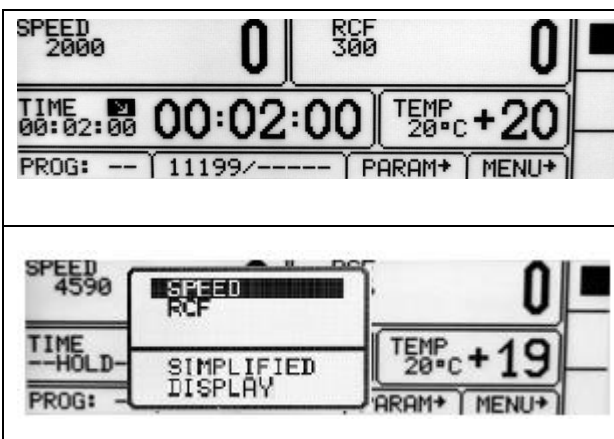 SPEED 0 RCF 0
2000 300
TIME 00:02:00 TEMP +20
00:02:00 20°C
PROG: -- 11199/----- PARAM→ MENU→
SPEED 0
4590
SPEED
RCF
TIME TEMP +19
--HOLD- 20°C
SIMPLIFIED
DISPLAY
PROG: - ARAM→ MENU→